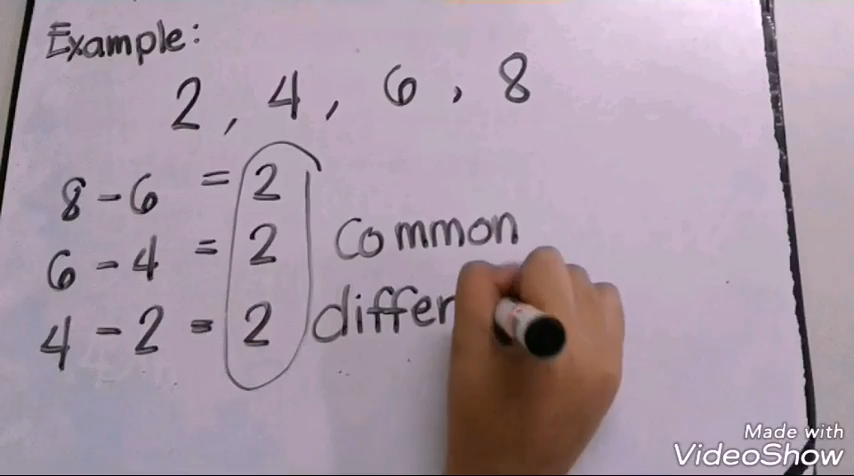 Example:
2, 4, 6, 8
8-6 = 2
6-4 = 2
4-2 = 2
Common
differ
Made with
VideoShow